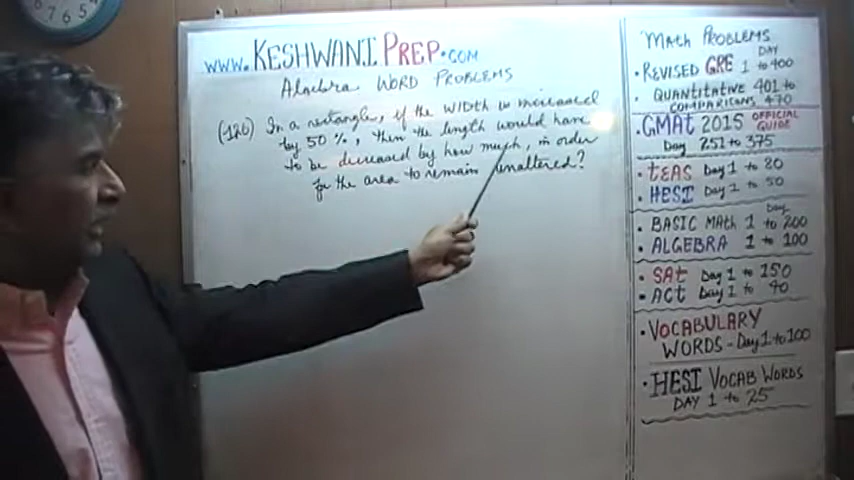 7 6 5
www.KESHWANI PREP.COM
Algebra WORD PROBLEMS
(126) In a rectangle, if the WIDTH is increased
by 50%, then the length would have
to be decreased by how much, in order
for the area to remain unaltered?
MATH PROBLEMS
DAY
• REVISED GRE 1 to 400
• QUANTITATIVE 401 to
COMPARICONS 470
• GMAT 2015 OFFICIAL
GUIDE
Day 251 to 375
• TEAS Day 1 to 80
• HESI Day 1 to 50
Day
• BASIC MATH 1 to 200
• ALGEBRA 1 to 100
• SAT Day 1 to 150
• ACT Day 1 to 90
• VOCABULARY
WORDS - Day 1 to 100
• HESI VOCAB WORDS
DAY 1 to 25